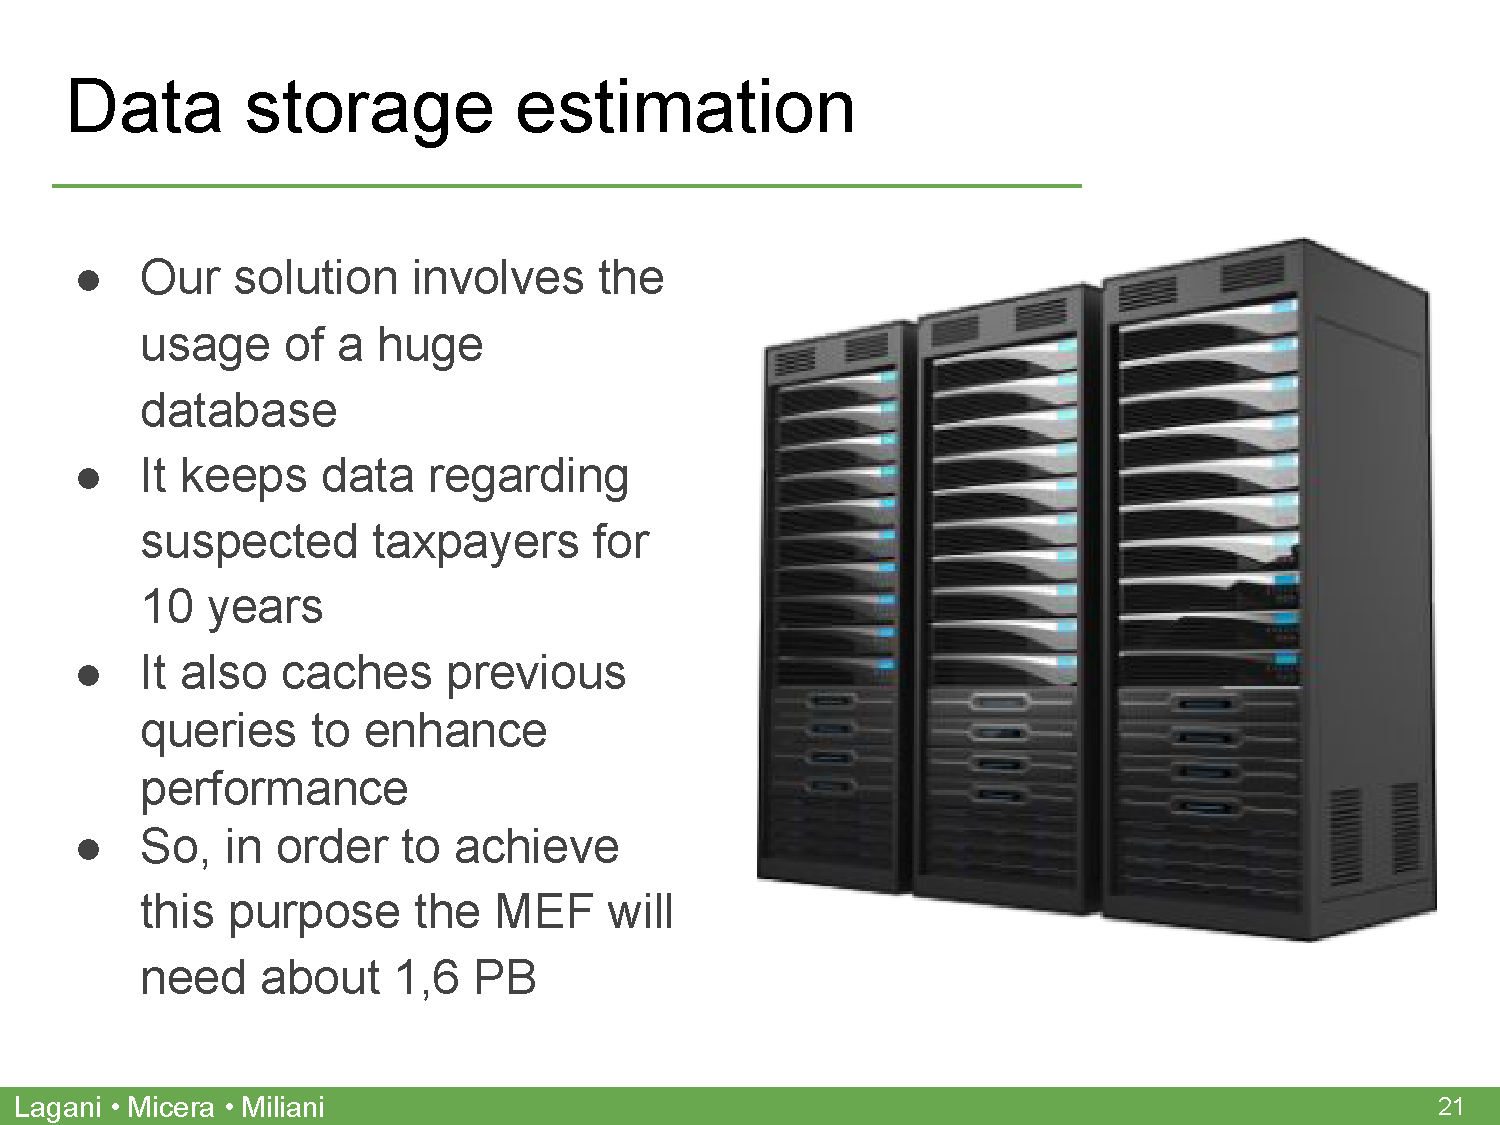 Data storage estimation
● Our solution involves the
usage of a huge
database
● It keeps data regarding
suspected taxpayers for
10 years
● It also caches previous
queries to enhance
performance
● So, in order to achieve
this purpose the MEF will
need about 1,6 PB
Lagani • Micera • Miliani
21